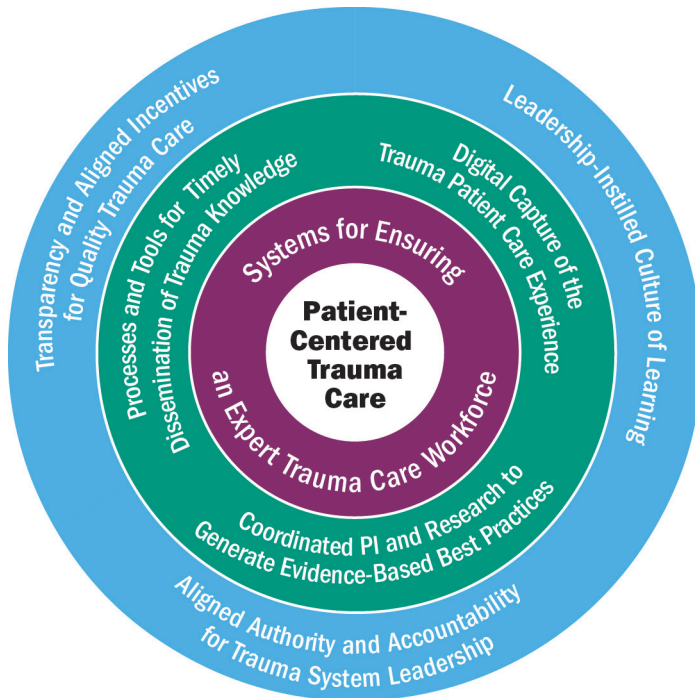 Transparency and Aligned Incentives
for Quality Trauma Care
Leadership-Instilled Culture of Learning
Processes and Tools for Timely
Dissemination of Trauma Knowledge
Digital Capture of the
Trauma Patient Care Experience
Systems for Ensuring
an Expert Trauma Care Workforce
Patient-
Centered
Trauma
Care
Coordinated PI and Research to
Generate Evidence-Based Best Practices
Aligned Authority and Accountability
for Trauma System Leadership